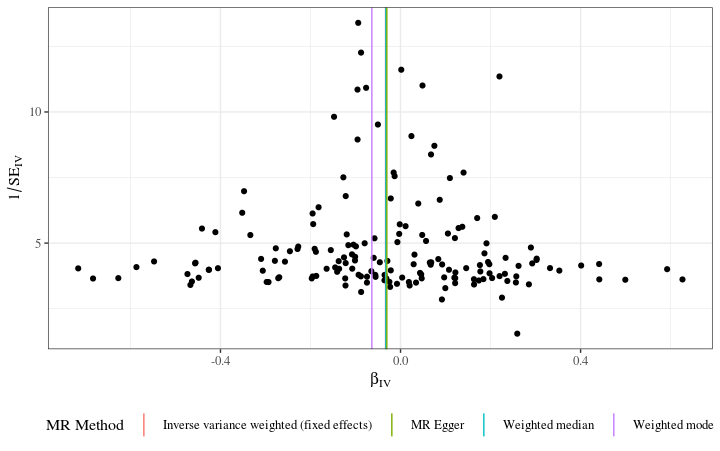 10
5
1/SE_IV
-0.4 0.0 0.4
β_IV
MR Method Inverse variance weighted (fixed effects) MR Egger Weighted median Weighted mode